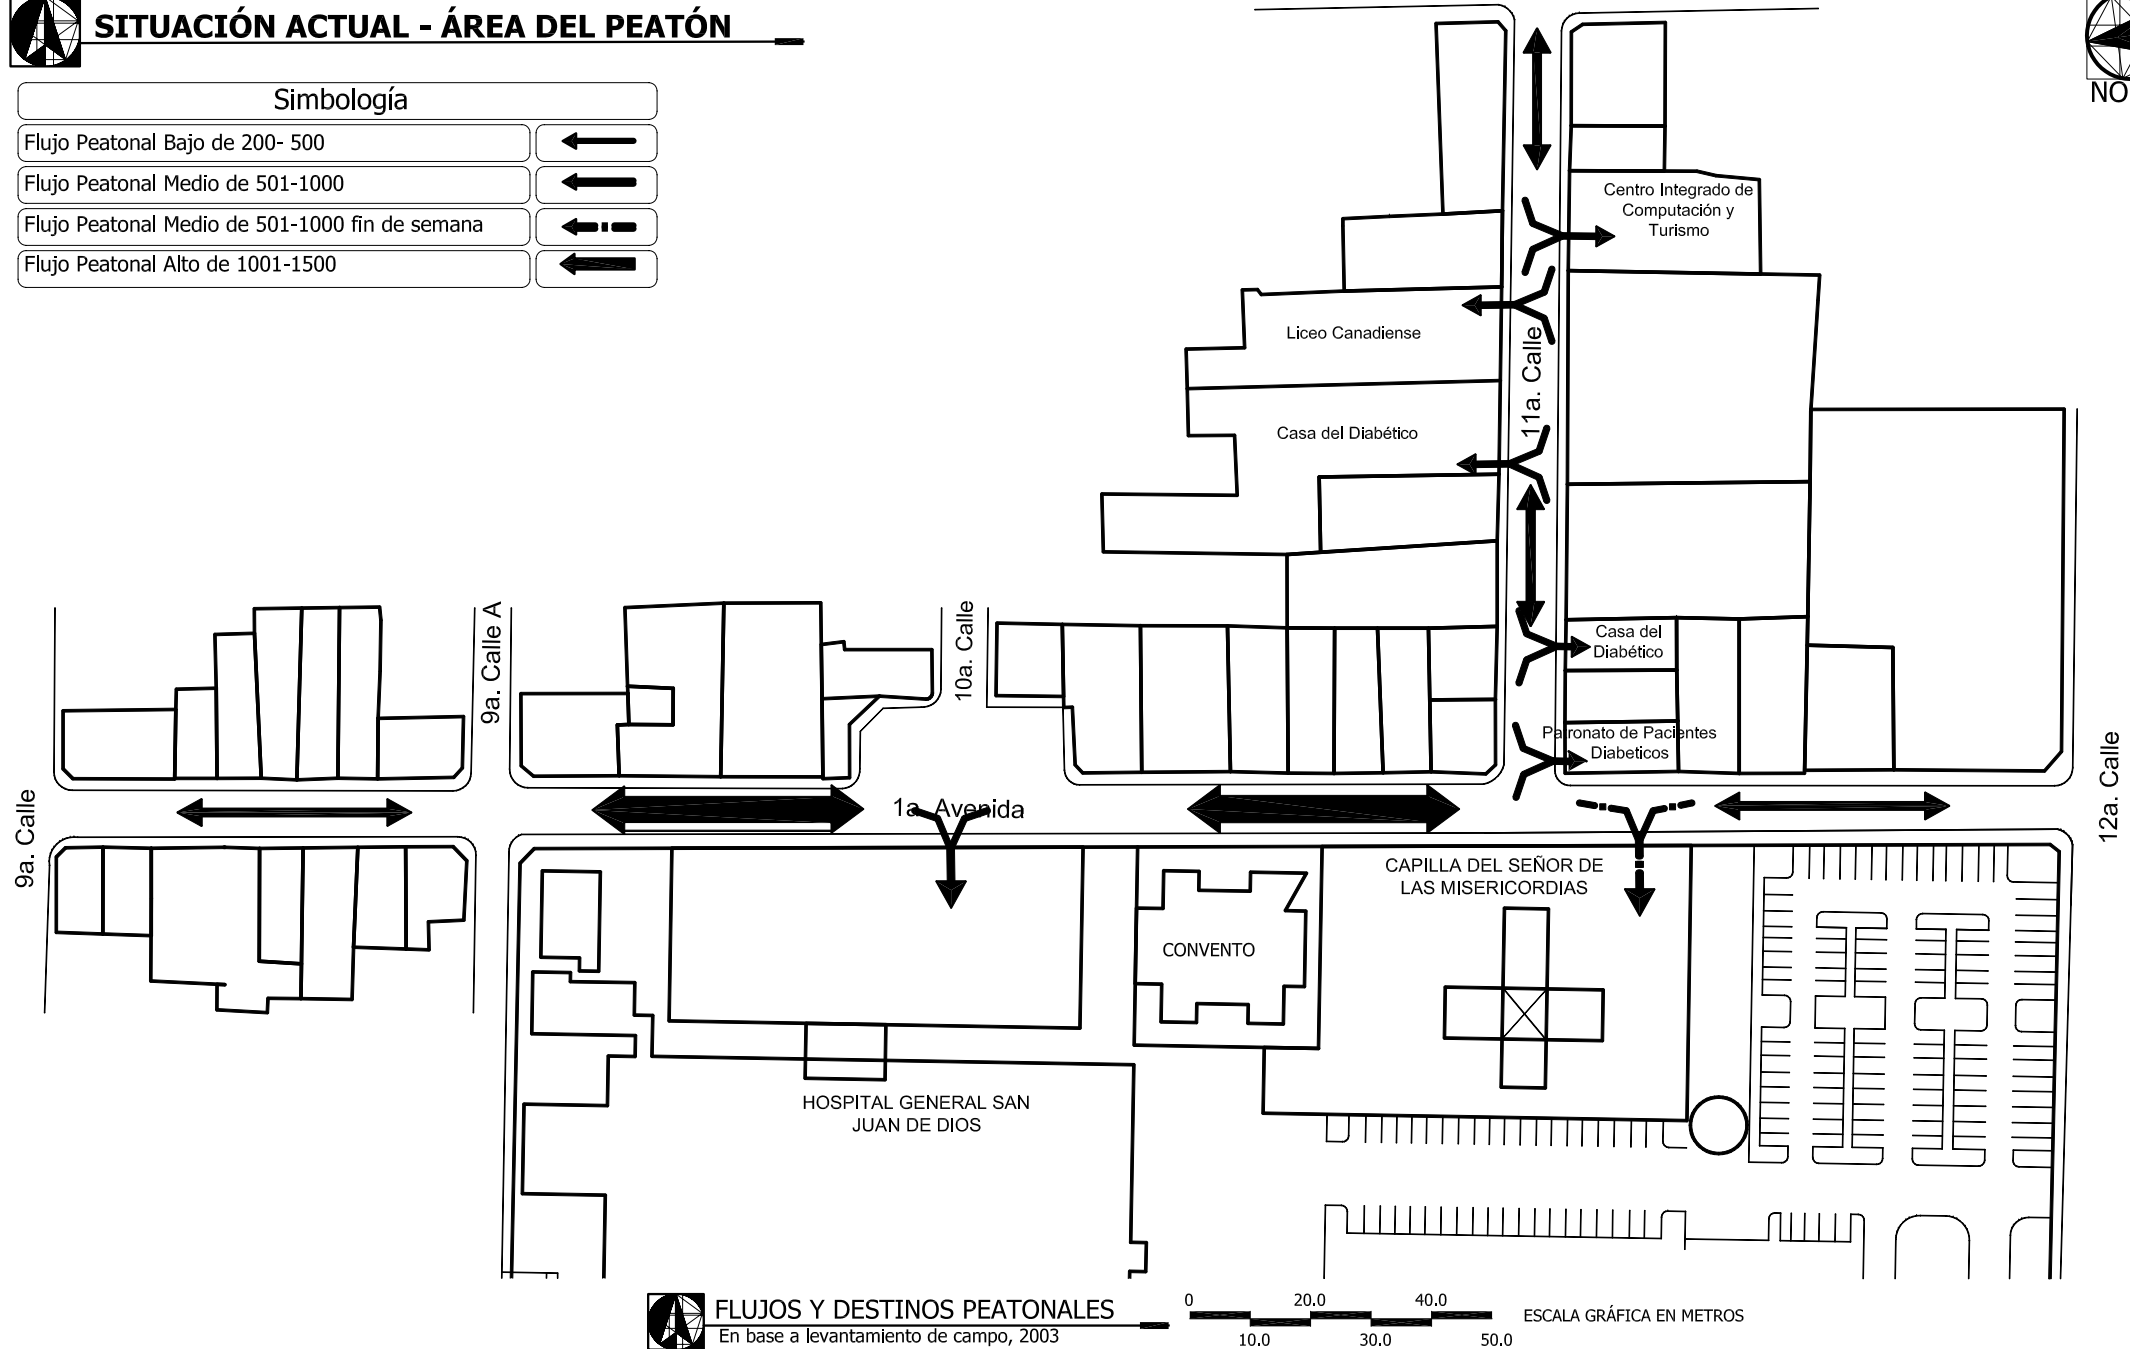 SITUACIÓN ACTUAL - ÁREA DEL PEATÓN
NO
Simbología
Flujo Peatonal Bajo de 200- 500
Flujo Peatonal Medio de 501-1000
Flujo Peatonal Medio de 501-1000 fin de semana
Flujo Peatonal Alto de 1001-1500
Centro Integrado de
Computación y
Turismo
Liceo Canadiense
11a. Calle
Casa del Diabético
9a. Calle A
10a. Calle
Casa del
Diabético
Patronato de Pacientes
Diabeticos
9a. Calle
1a. Avenida
12a. Calle
CAPILLA DEL SEÑOR DE
LAS MISERICORDIAS
CONVENTO
HOSPITAL GENERAL SAN
JUAN DE DIOS
FLUJOS Y DESTINOS PEATONALES
En base a levantamiento de campo, 2003
0 20.0 40.0
10.0 30.0 50.0
ESCALA GRÁFICA EN METROS